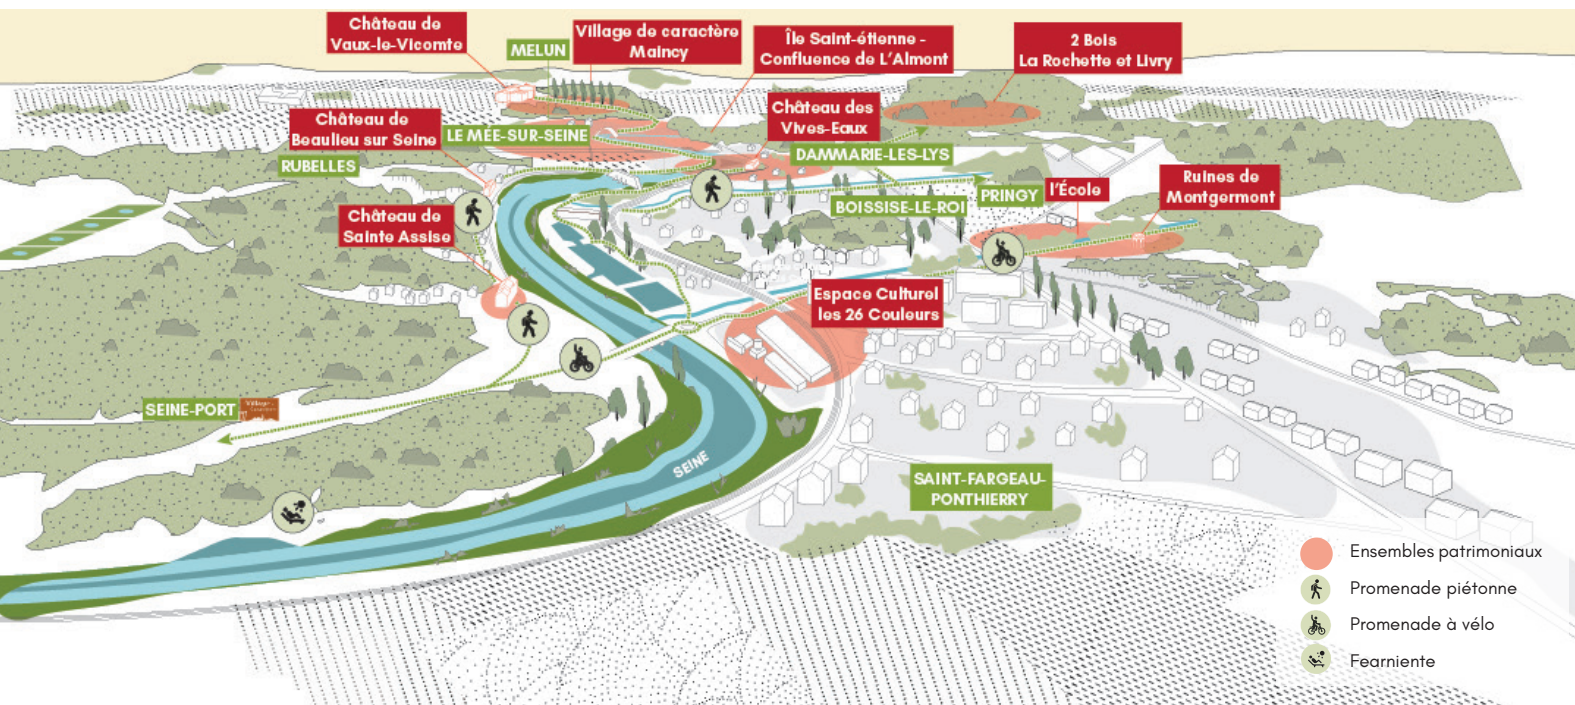 Château de
Vaux-le-Vicomte
MELUN
Village de caractère
Maincy
Île Saint-étienne -
Confluence de L'Almont
2 Bois
La Rochette et Livry
Château de
Beaulieu sur Seine
LE MÉE-SUR-SEINE
Château des
Vives-Eaux
RUBELLES
DAMMARIE-LES-LYS
Château de
Sainte Assise
BOISSISE-LE-ROI
PRINGY
l'École
Ruines de
Montgermont
Espace Culturel
les 26 Couleurs
SEINE-PORT
Village
SEINE
SAINT-FARGEAU-
PONTHIERRY
Ensembles patrimoniaux
Promenade piétonne
Promenade à vélo
Fearniente